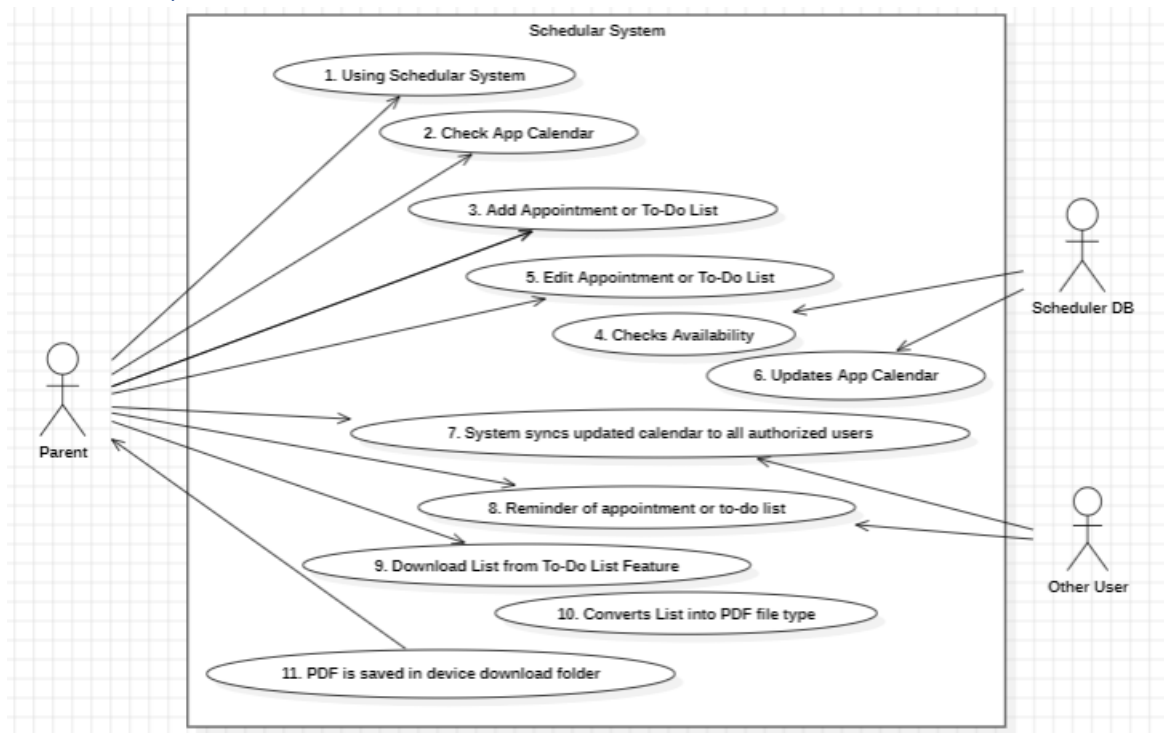 Schedular System
1. Using Schedular System
2. Check App Calendar
3. Add Appointment or To-Do List
5. Edit Appointment or To-Do List
Scheduler DB
4. Checks Availability
6. Updates App Calendar
7. System syncs updated calendar to all authorized users
Parent
8. Reminder of appointment or to-do list
9. Download List from To-Do List Feature
Other User
10. Converts List into PDF file type
11. PDF is saved in device download folder